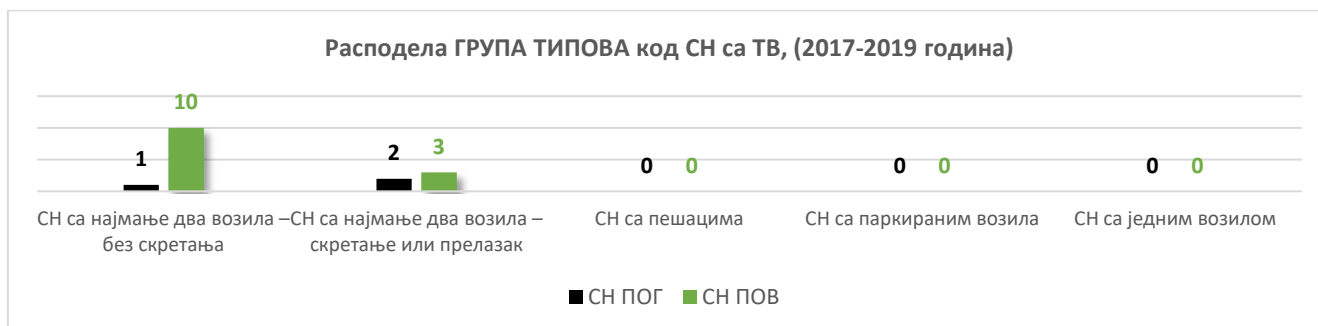 Расподела ГРУПА ТИПОВА код СН са ТВ, (2017-2019 година)
1 10 2 3 0 0 0 0 0 0
СН са најмање два возила –
без скретања
СН са најмање два возила –
скретање или прелазак
СН са пешацима
СН са паркираним возила
СН са једним возилом
СН ПОГ СН ПОВ